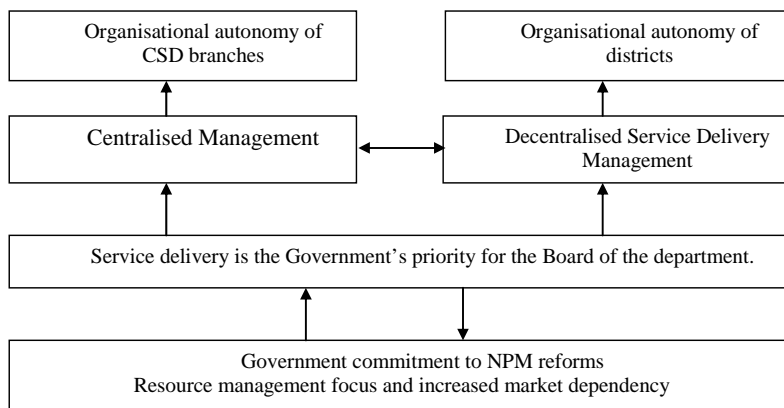 Organisational autonomy of
CSD branches
Organisational autonomy of
districts
Centralised Management
Decentralised Service Delivery
Management
Service delivery is the Government’s priority for the Board of the department.
Government commitment to NPM reforms
Resource management focus and increased market dependency